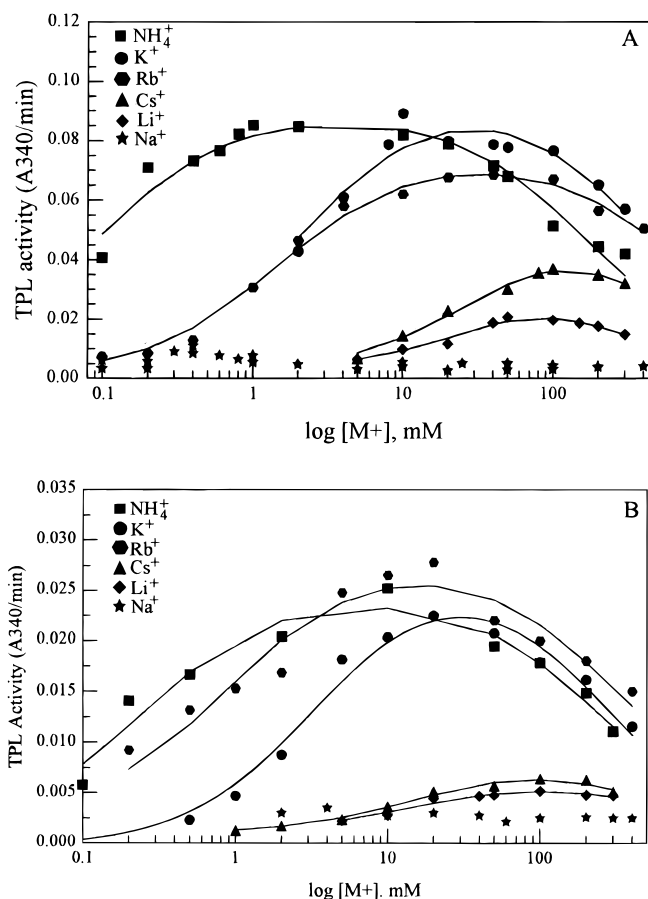 A
NH₄⁺
K⁺
Rb⁺
Cs⁺
Li⁺
Na⁺
TPL activity (A340/min)
0.12
0.10
0.08
0.06
0.04
0.02
0.00
0.1 1 10 100
log [M+], mM
B
NH₄⁺
K⁺
Rb⁺
Cs⁺
Li⁺
Na⁺
TPL Activity (A340/min)
0.035
0.030
0.025
0.020
0.015
0.010
0.005
0.000
0.1 1 10 100
log [M+]. mM